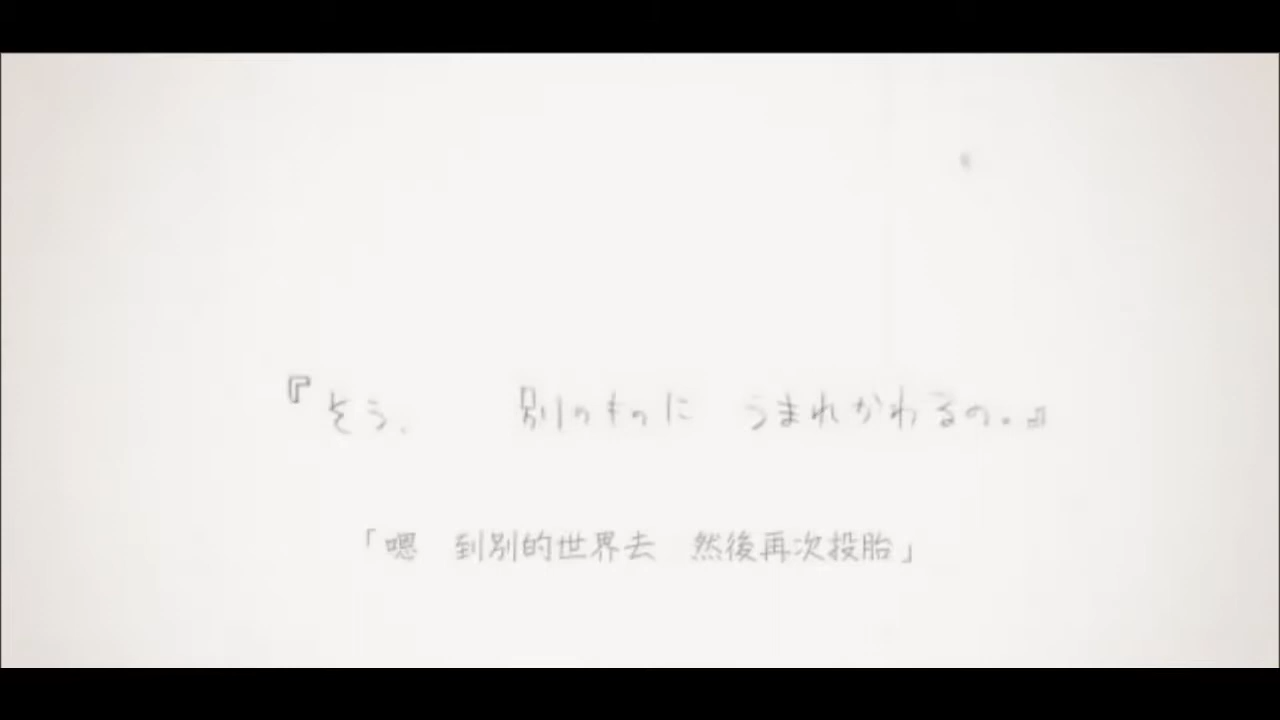 『そう、 別のものに うまれかわるの。』
「嗯 到別的世界去 然後再次投胎」